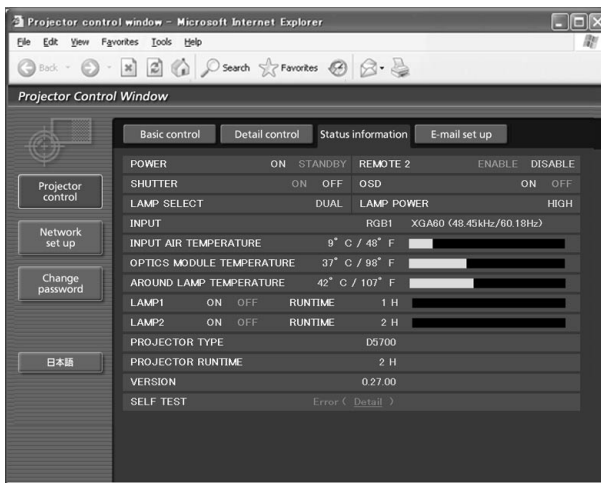 Projector control window - Microsoft Internet Explorer
File Edit View Favorites Tools Help
Back Search Favorites
Projector Control Window
Basic control Detail control Status information E-mail set up
Projector control
Network set up
Change password
日本語
POWER ON STANDBY REMOTE 2 ENABLE DISABLE
SHUTTER ON OFF OSD ON OFF
LAMP SELECT DUAL LAMP POWER HIGH
INPUT RGB1 XGA60 (48.45kHz/60.18Hz)
INPUT AIR TEMPERATURE 9° C / 48° F
OPTICS MODULE TEMPERATURE 37° C / 98° F
AROUND LAMP TEMPERATURE 42° C / 107° F
LAMP1 ON OFF RUNTIME 1 H
LAMP2 ON OFF RUNTIME 2 H
PROJECTOR TYPE D5700
PROJECTOR RUNTIME 2 H
VERSION 0.27.00
SELF TEST Error ( Detail )